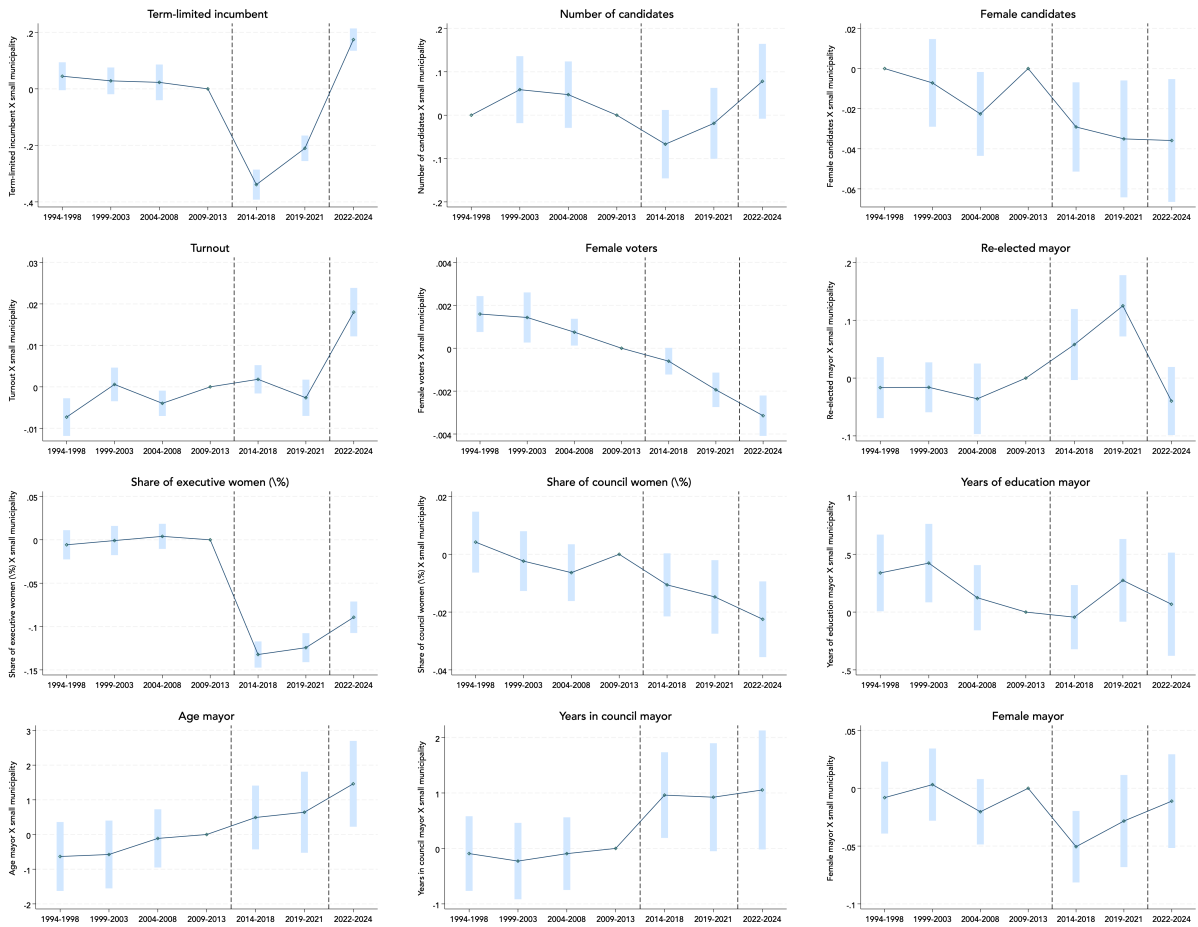 Term-limited incumbent
Term-limited incumbent X small municipality
.2
0
-.2
-.4
1994-1998 1999-2003 2004-2008 2009-2013 2014-2018 2019-2021 2022-2024
Number of candidates
Number of candidates X small municipality
.2
.1
0
-.1
-.2
1994-1998 1999-2003 2004-2008 2009-2013 2014-2018 2019-2021 2022-2024
Female candidates
Female candidates X small municipality
.02
0
-.02
-.04
-.06
1994-1998 1999-2003 2004-2008 2009-2013 2014-2018 2019-2021 2022-2024
Turnout
Turnout X small municipality
.03
.02
.01
0
-.01
1994-1998 1999-2003 2004-2008 2009-2013 2014-2018 2019-2021 2022-2024
Female voters
Female voters X small municipality
.004
.002
0
-.002
-.004
1994-1998 1999-2003 2004-2008 2009-2013 2014-2018 2019-2021 2022-2024
Re-elected mayor
Re-elected mayor X small municipality
.2
.1
0
-.1
1994-1998 1999-2003 2004-2008 2009-2013 2014-2018 2019-2021 2022-2024
Share of executive women (\%)
Share of executive women (\%) X small municipality
.05
0
-.05
-.1
-.15
1994-1998 1999-2003 2004-2008 2009-2013 2014-2018 2019-2021 2022-2024
Share of council women (\%)
Share of council women (\%) X small municipality
.02
0
-.02
-.04
1994-1998 1999-2003 2004-2008 2009-2013 2014-2018 2019-2021 2022-2024
Years of education mayor
Years of education mayor X small municipality
1
.5
0
-.5
1994-1998 1999-2003 2004-2008 2009-2013 2014-2018 2019-2021 2022-2024
Age mayor
Age mayor X small municipality
3
2
1
0
-1
-2
1994-1998 1999-2003 2004-2008 2009-2013 2014-2018 2019-2021 2022-2024
Years in council mayor
Years in council mayor X small municipality
2
1
0
-1
1994-1998 1999-2003 2004-2008 2009-2013 2014-2018 2019-2021 2022-2024
Female mayor
Female mayor X small municipality
.05
0
-.05
-.1
1994-1998 1999-2003 2004-2008 2009-2013 2014-2018 2019-2021 2022-2024